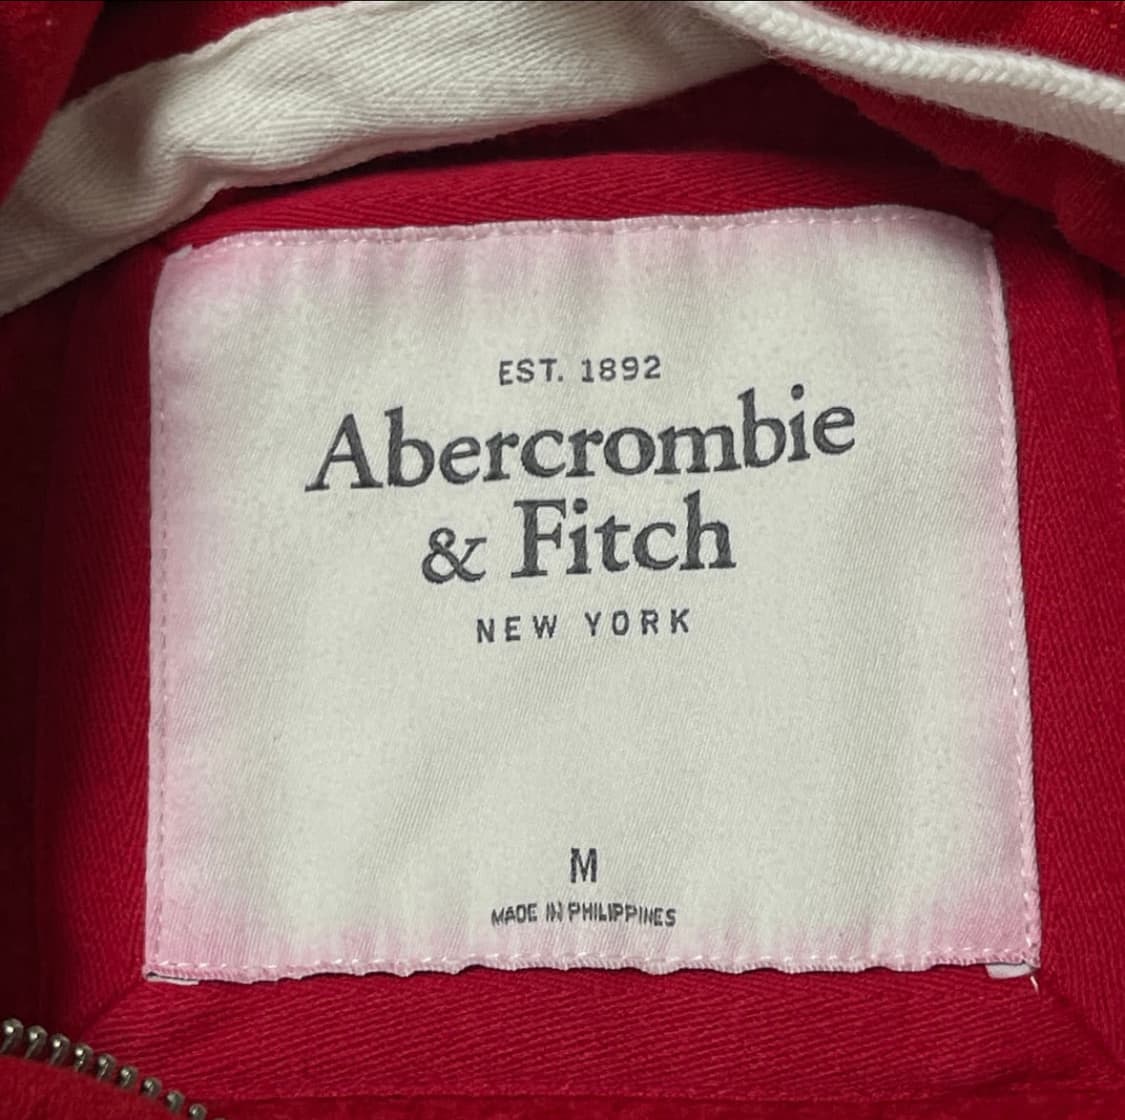 EST. 1892
Abercrombie
& Fitch
NEW YORK
M
MADE IN PHILIPPINES